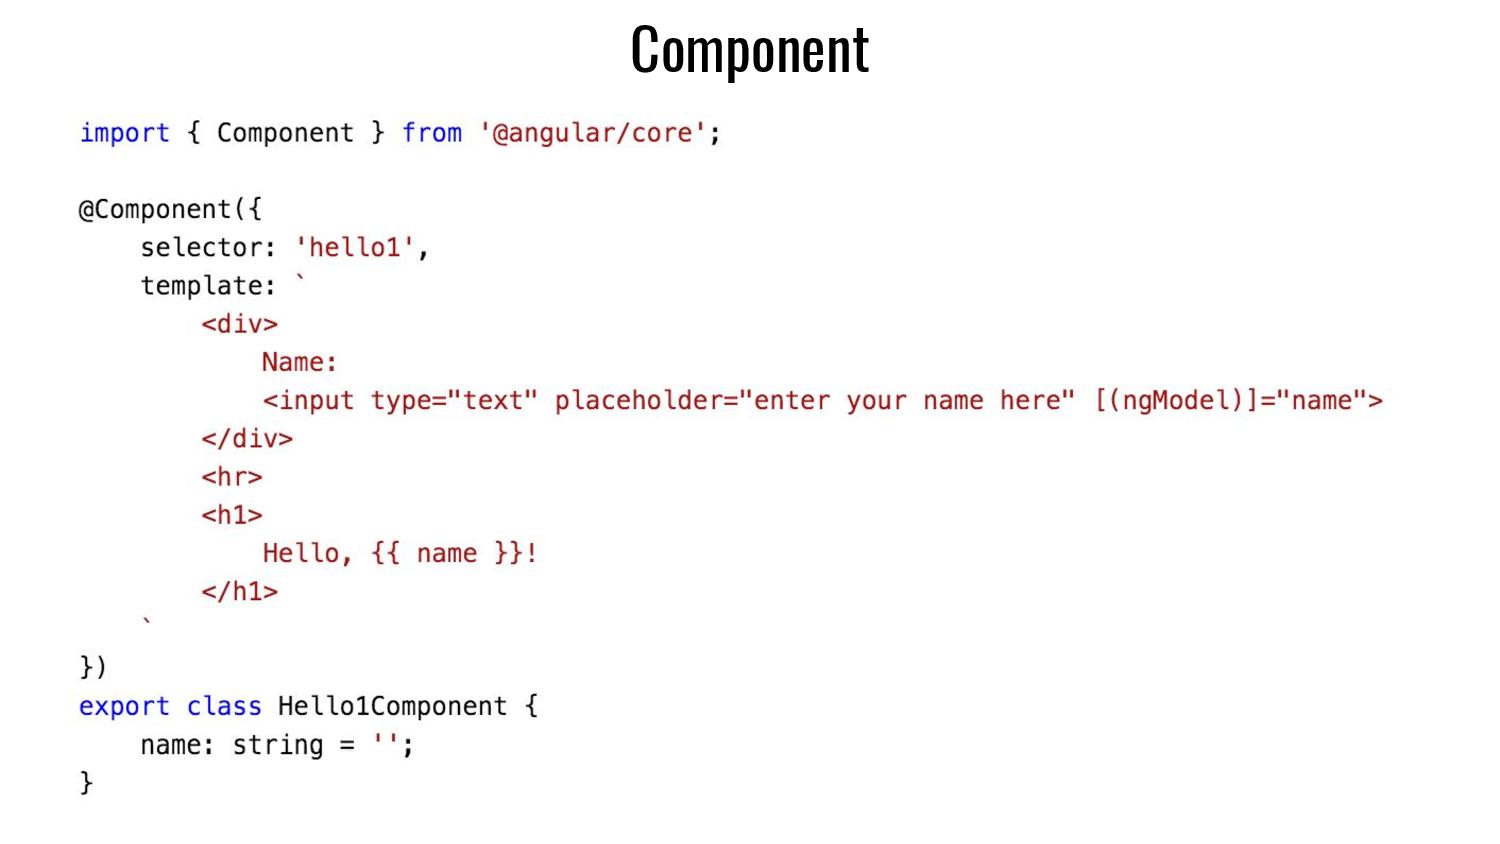 Component
import { Component } from '@angular/core';
@Component({
    selector: 'hello1',
    template: `
        <div>
            Name:
            <input type="text" placeholder="enter your name here" [(ngModel)]="name">
        </div>
        <hr>
        <h1>
            Hello, {{ name }}!
        </h1>
    `
})
export class Hello1Component {
    name: string = '';
}